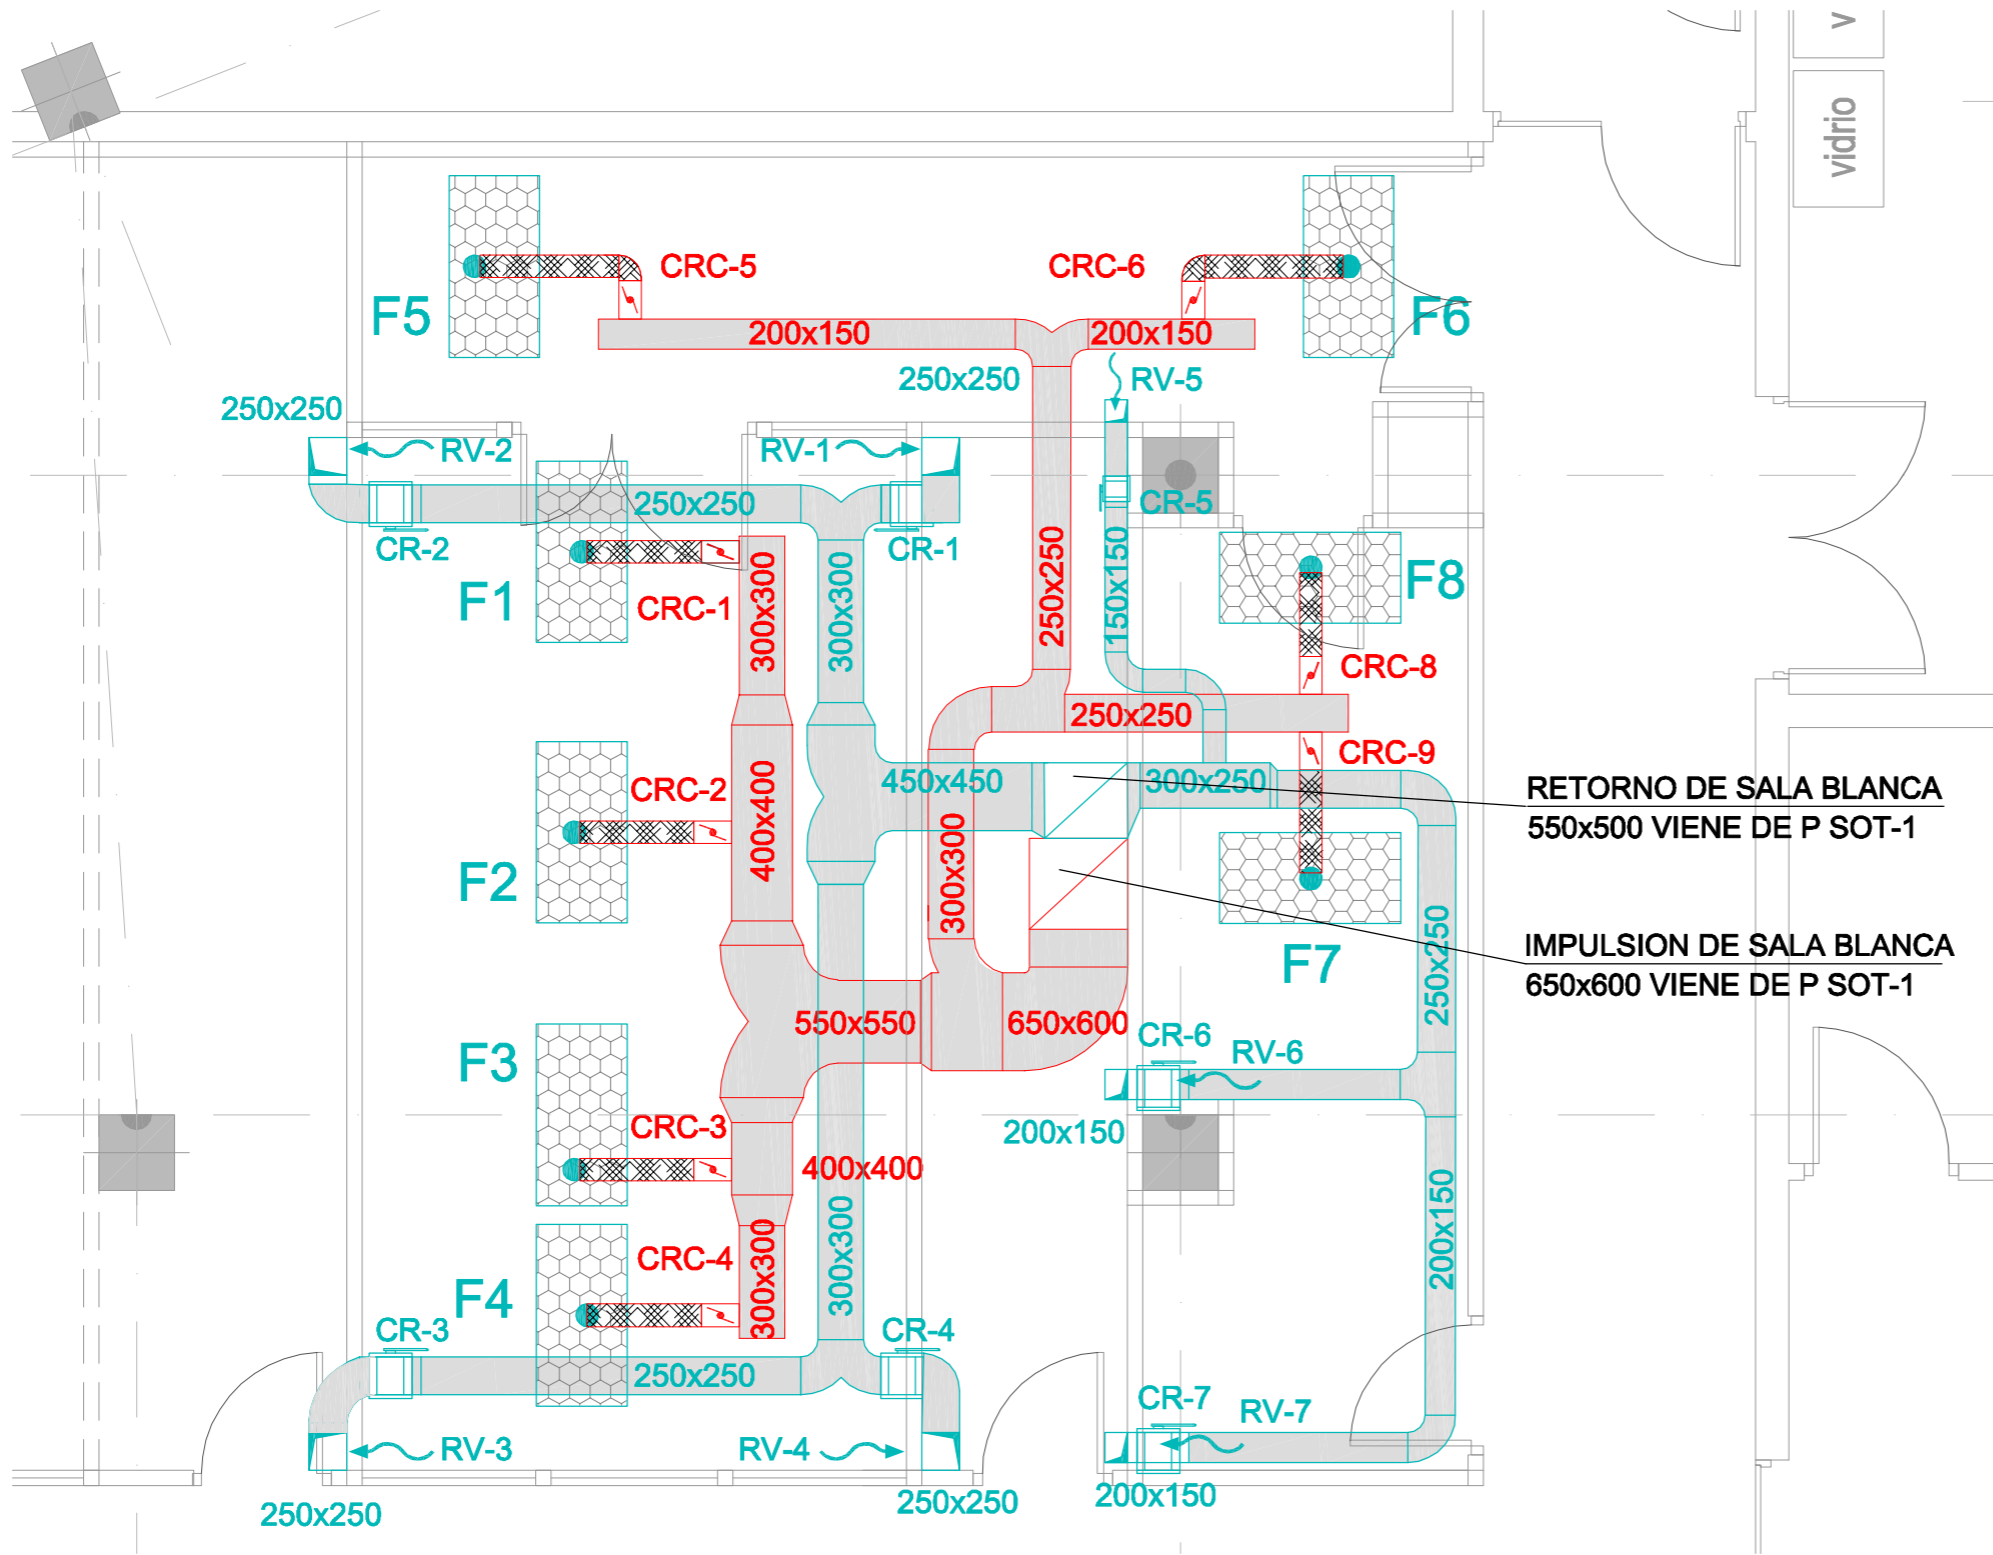 V
vidrio
CRC-5
CRC-6
F5
F6
200x150
200x150
250x250
RV-5
250x250
RV-2
RV-1
250x250
CR-5
CR-2
CR-1
F1
CRC-1
300x300
300x300
250x250
150x150
F8
CRC-8
250x250
CRC-9
CRC-2
400x400
450x450
300x250
RETORNO DE SALA BLANCA
550x500 VIENE DE P SOT-1
F2
300x300
IMPULSION DE SALA BLANCA
650x600 VIENE DE P SOT-1
F7
250x250
550x550
650x600
CR-6
RV-6
F3
CRC-3
200x150
400x400
200x150
CRC-4
300x300
300x300
F4
CR-3
CR-4
250x250
CR-7
RV-7
RV-3
RV-4
250x250
250x250
200x150